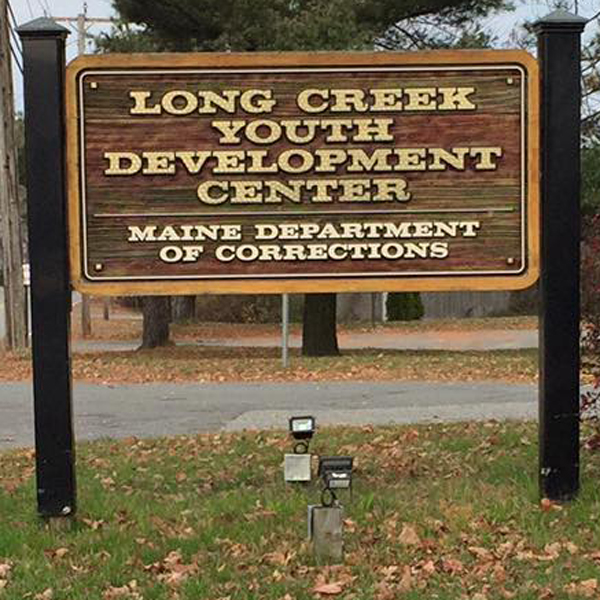 LONG CREEK
YOUTH
DEVELOPMENT
CENTER
MAINE DEPARTMENT
OF CORRECTIONS